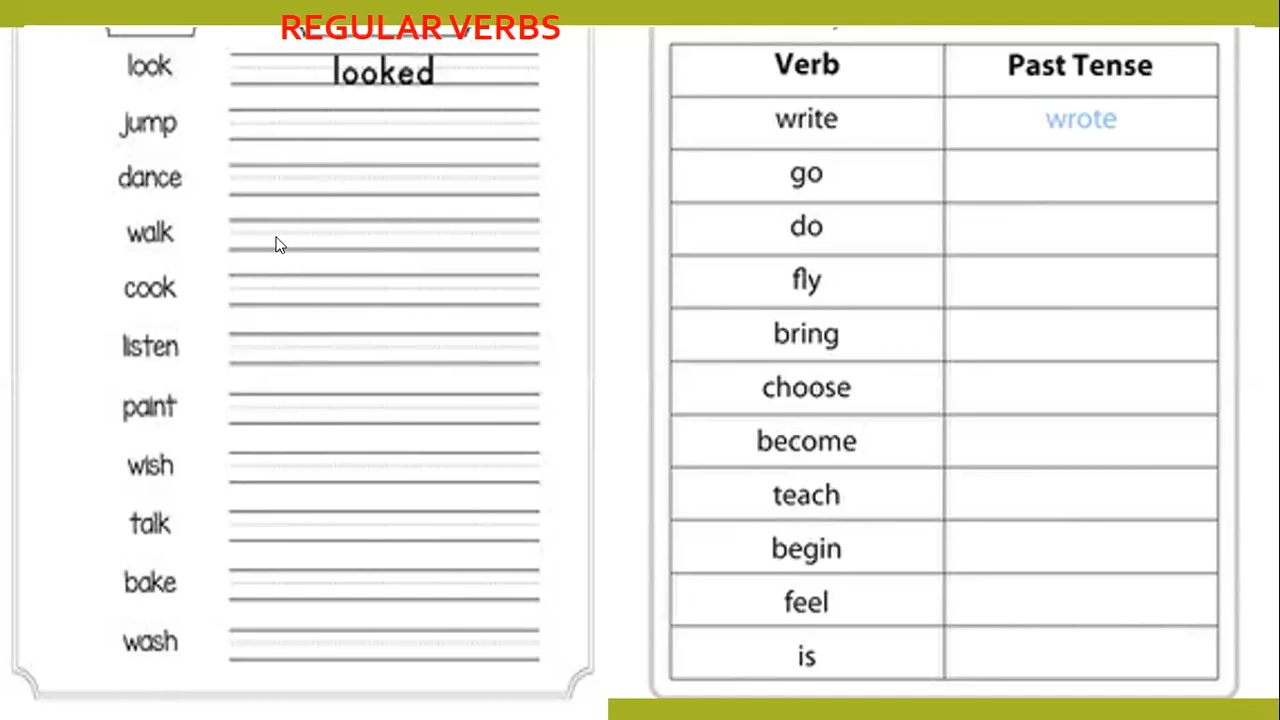 REGULAR VERBS
look looked
jump
dance
walk
cook
listen
paint
wish
talk
bake
wash
Verb Past Tense
write wrote
go
do
fly
bring
choose
become
teach
begin
feel
is